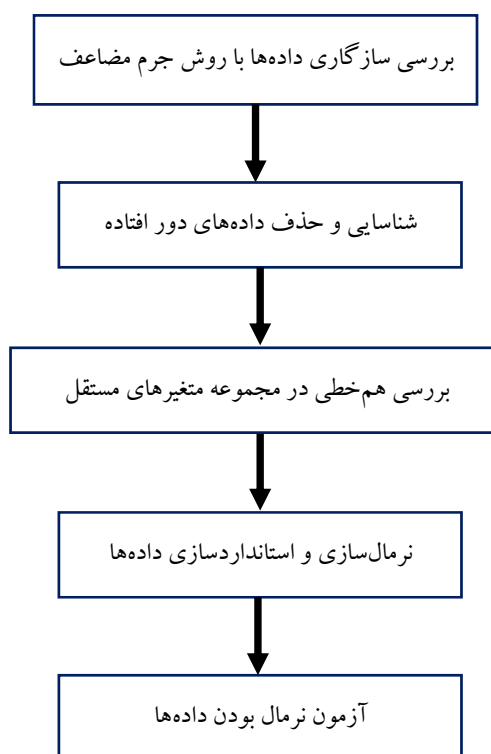 بررسی سازگاری داده‌ها با روش جرم مضاعف
شناسایی و حذف داده‌های دور افتاده
بررسی هم‌خطی در مجموعه متغیرهای مستقل
نرمال‌سازی و استانداردسازی داده‌ها
آزمون نرمال بودن داده‌ها